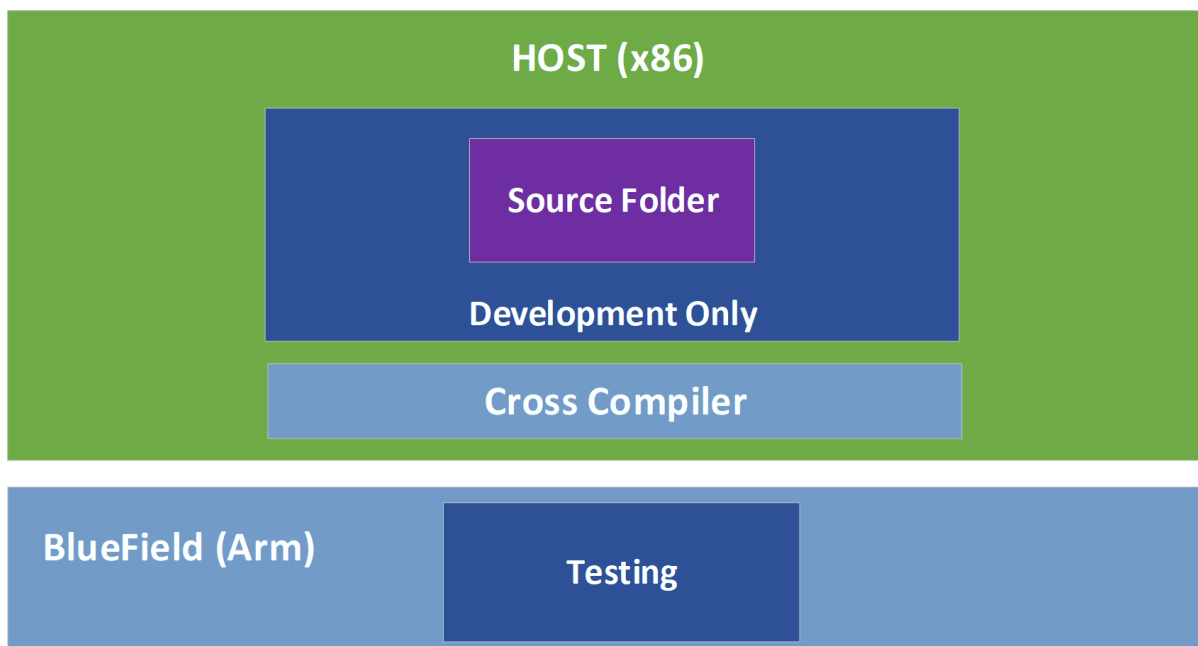 HOST (x86)
Source Folder
Development Only
Cross Compiler
BlueField (Arm)
Testing